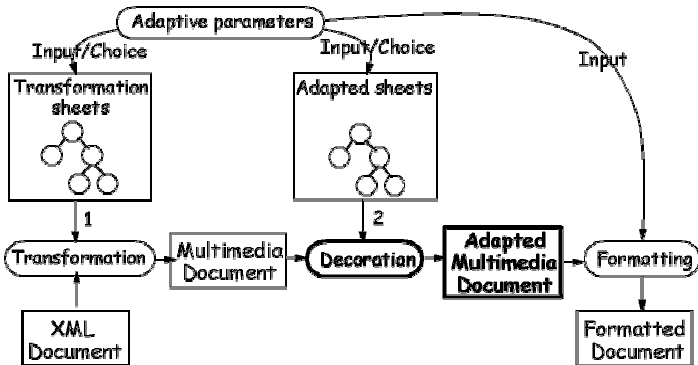 Adaptive parameters
Input/Choice
Input/Choice
Input
Transformation
sheets
Adapted sheets
1
2
Transformation
Multimedia
Document
Decoration
Adapted
Multimedia
Document
Formatting
XML
Document
Formatted
Document